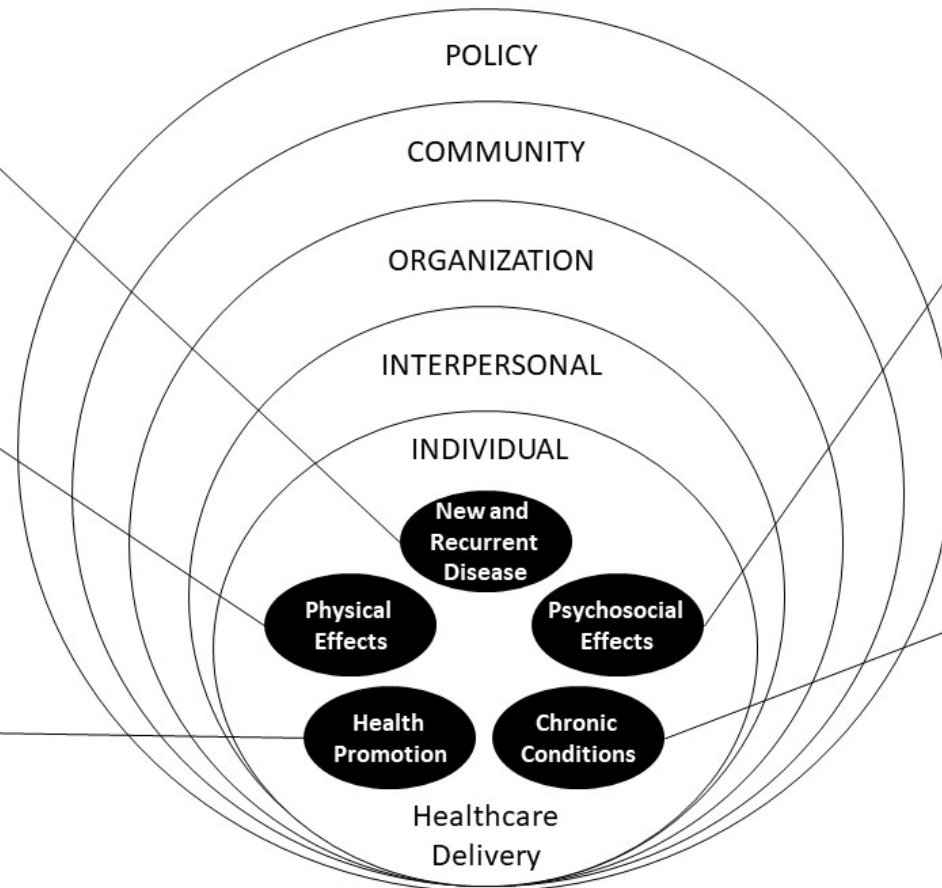 POLICY
COMMUNITY
ORGANIZATION
INTERPERSONAL
INDIVIDUAL
New and
Recurrent
Disease
Physical
Effects
Psychosocial
Effects
Health
Promotion
Chronic
Conditions
Healthcare
Delivery